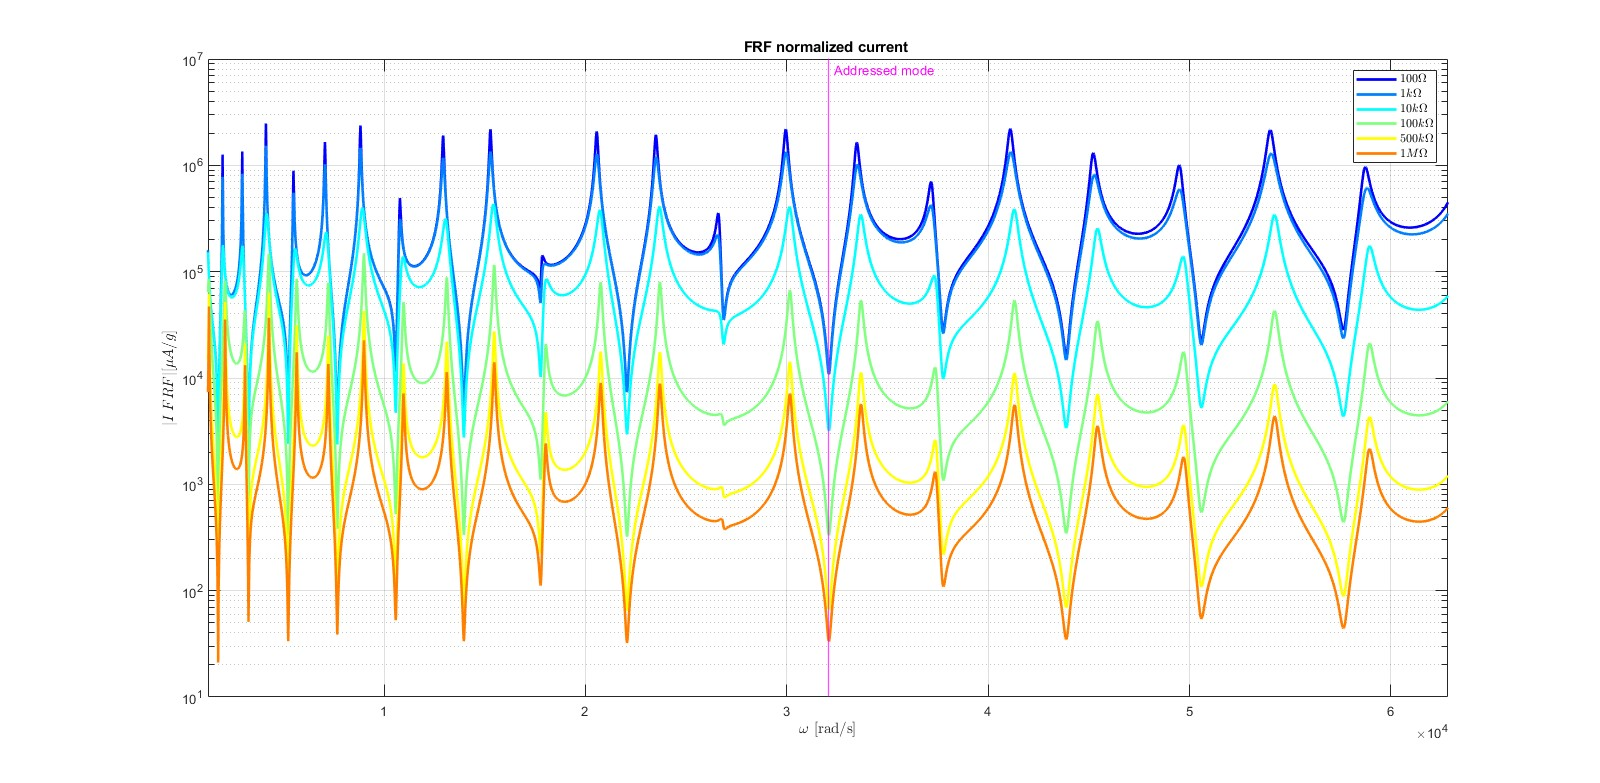 FRF normalized current
10^7
10^6
10^5
10^4
10^3
10^2
10^1
|I FRF| [μA/g]
Addressed mode
100Ω
1kΩ
10kΩ
100kΩ
500kΩ
1MΩ
1 2 3 4 5 6
×10^4
ω [rad/s]